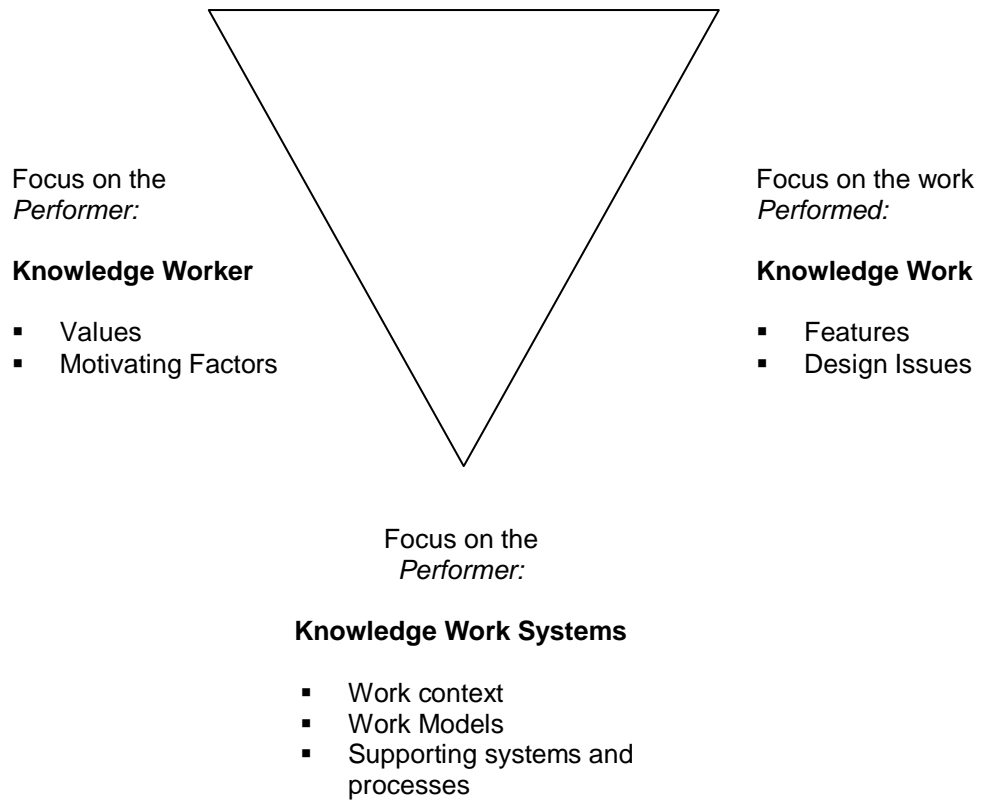 Focus on the
Performer:
Knowledge Worker
▪ Values
▪ Motivating Factors
Focus on the work
Performed:
Knowledge Work
▪ Features
▪ Design Issues
Focus on the
Performer:
Knowledge Work Systems
▪ Work context
▪ Work Models
▪ Supporting systems and
processes